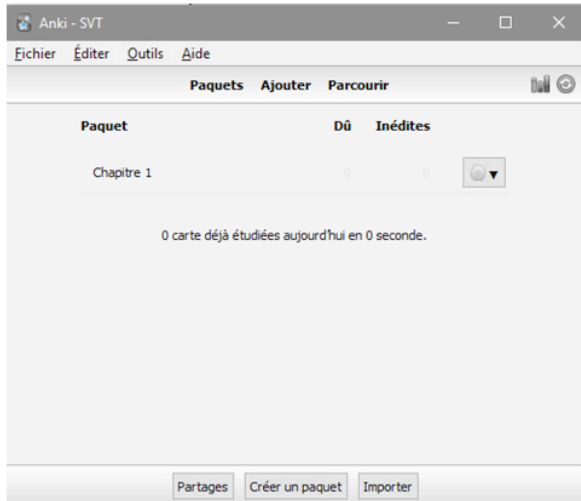 Anki - SVT
Fichier Éditer Outils Aide
Paquets Ajouter Parcourir
Paquet Dû Inédites
Chapitre 1 0 0
0 carte déjà étudiées aujourd'hui en 0 seconde.
Partages Créer un paquet Importer